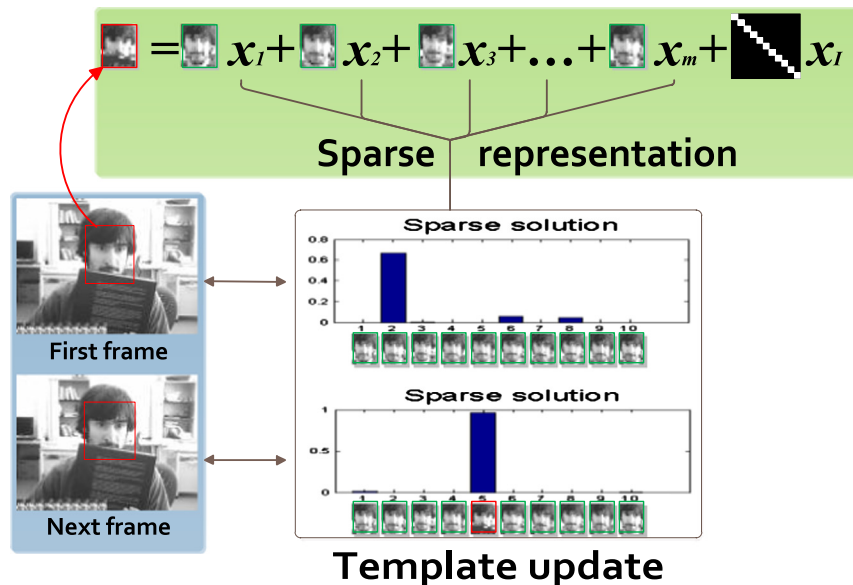 = x1+ x2+ x3+...+ xm+ xI
Sparse representation
Sparse solution
0.8
0.6
0.4
0.2
0
1 2 3 4 5 6 7 8 9 10
First frame
Sparse solution
1
0.5
0
1 2 3 4 5 6 7 8 9 10
Next frame
Template update